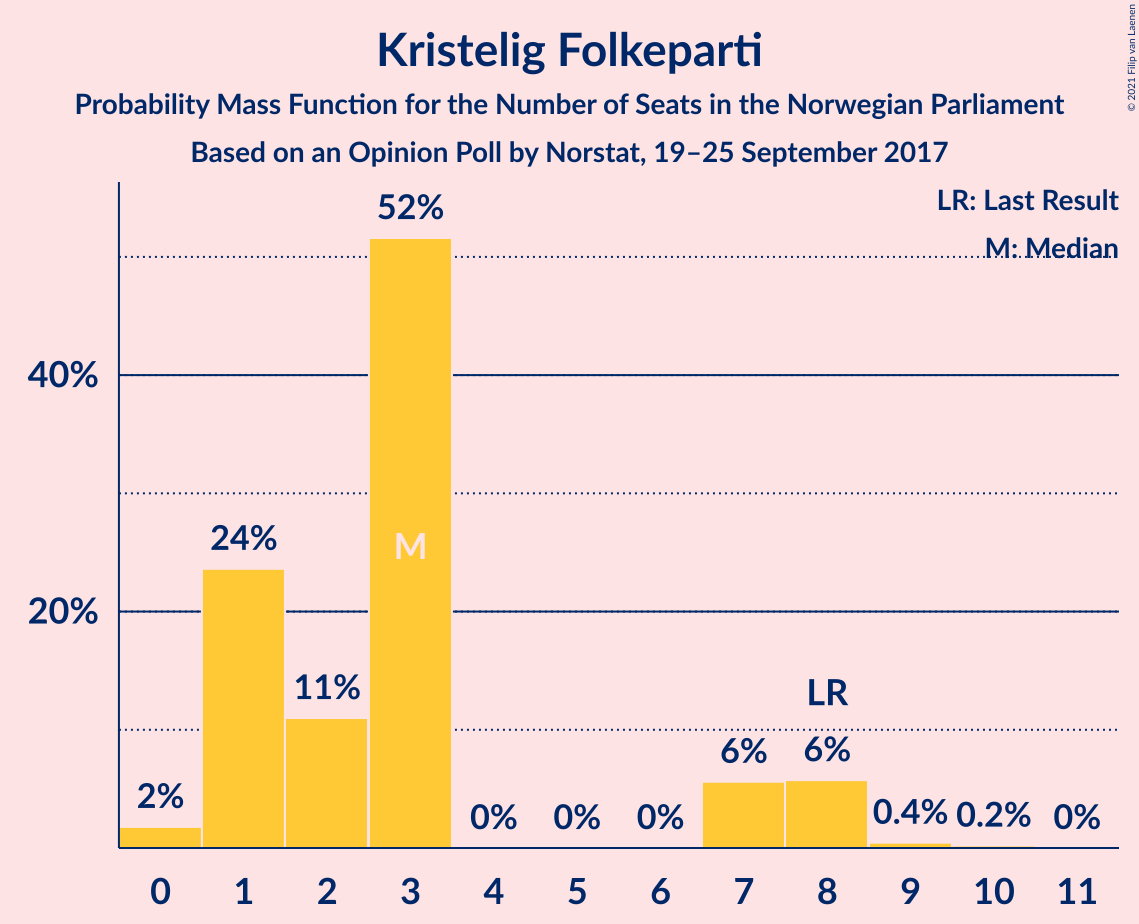 Kristelig Folkeparti
Probability Mass Function for the Number of Seats in the Norwegian Parliament
Based on an Opinion Poll by Norstat, 19–25 September 2017
© 2021 Filip van Laenen
LR: Last Result
M: Median
52%
40%
24%
M
20%
11%
LR
2%
0%
0%
0%
6%
6%
0.4%
0.2%
0%
0 1 2 3 4 5 6 7 8 9 10 11